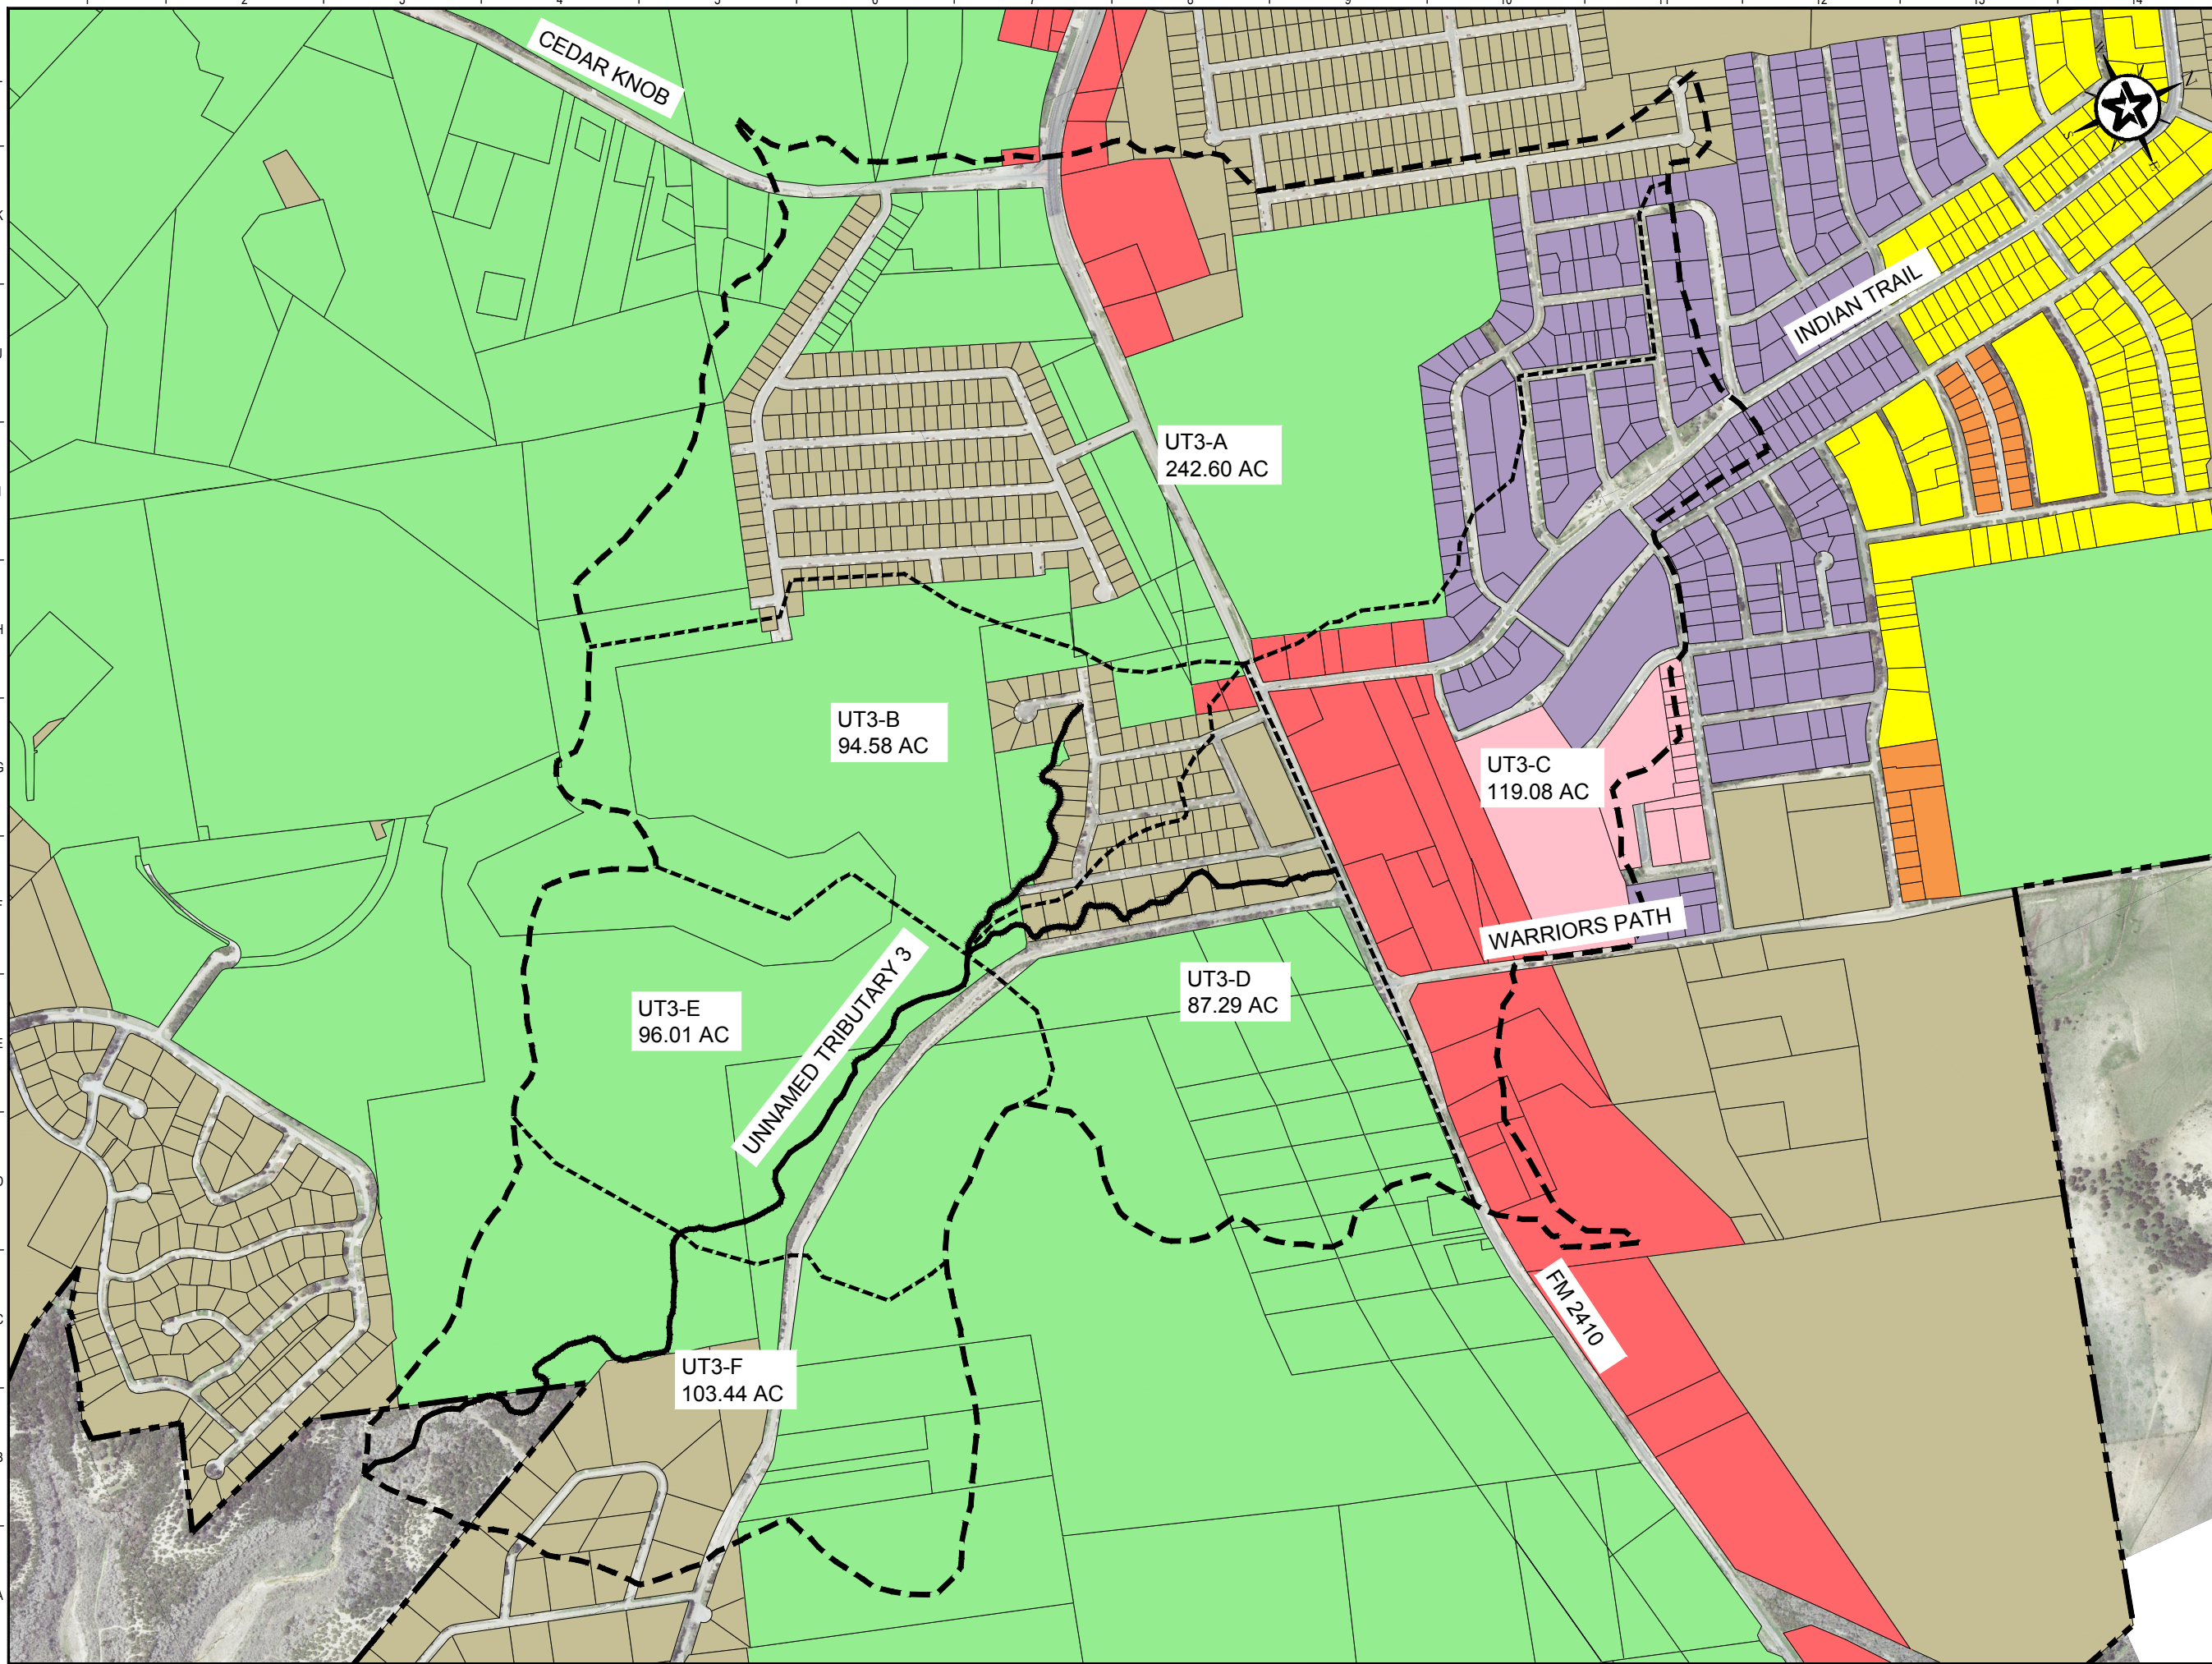 CEDAR KNOB
INDIAN TRAIL
UT3-A
242.60 AC
UT3-B
94.58 AC
UT3-C
119.08 AC
WARRIORS PATH
UNNAMED TRIBUTARY 3
UT3-D
87.29 AC
UT3-E
96.01 AC
FM 2410
UT3-F
103.44 AC